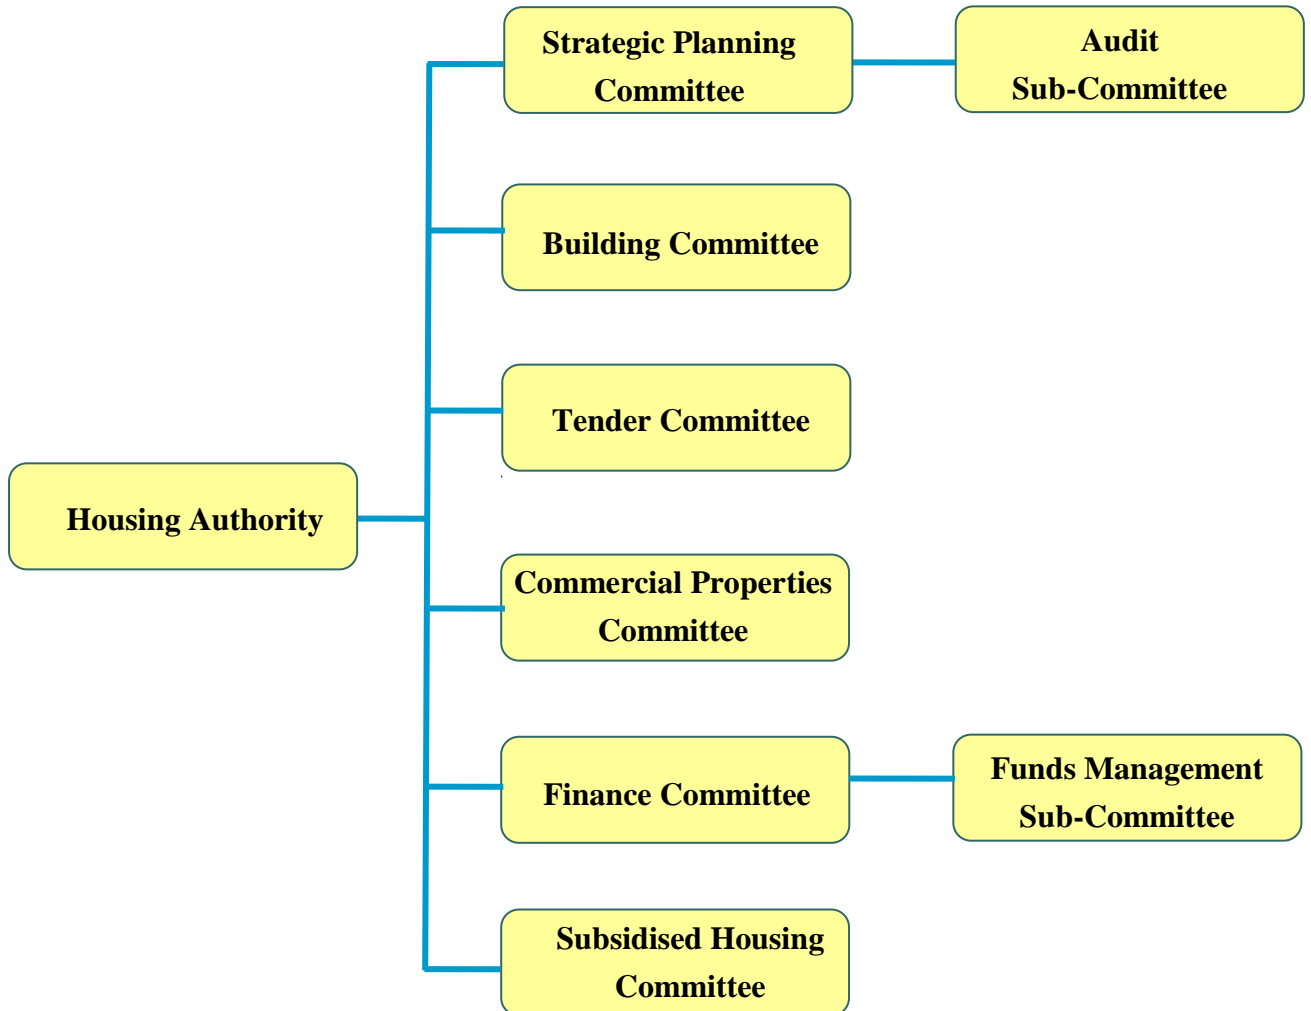 Strategic Planning
Committee
Audit
Sub-Committee
Building Committee
Tender Committee
Housing Authority
Commercial Properties
Committee
Finance Committee
Funds Management
Sub-Committee
Subsidised Housing
Committee